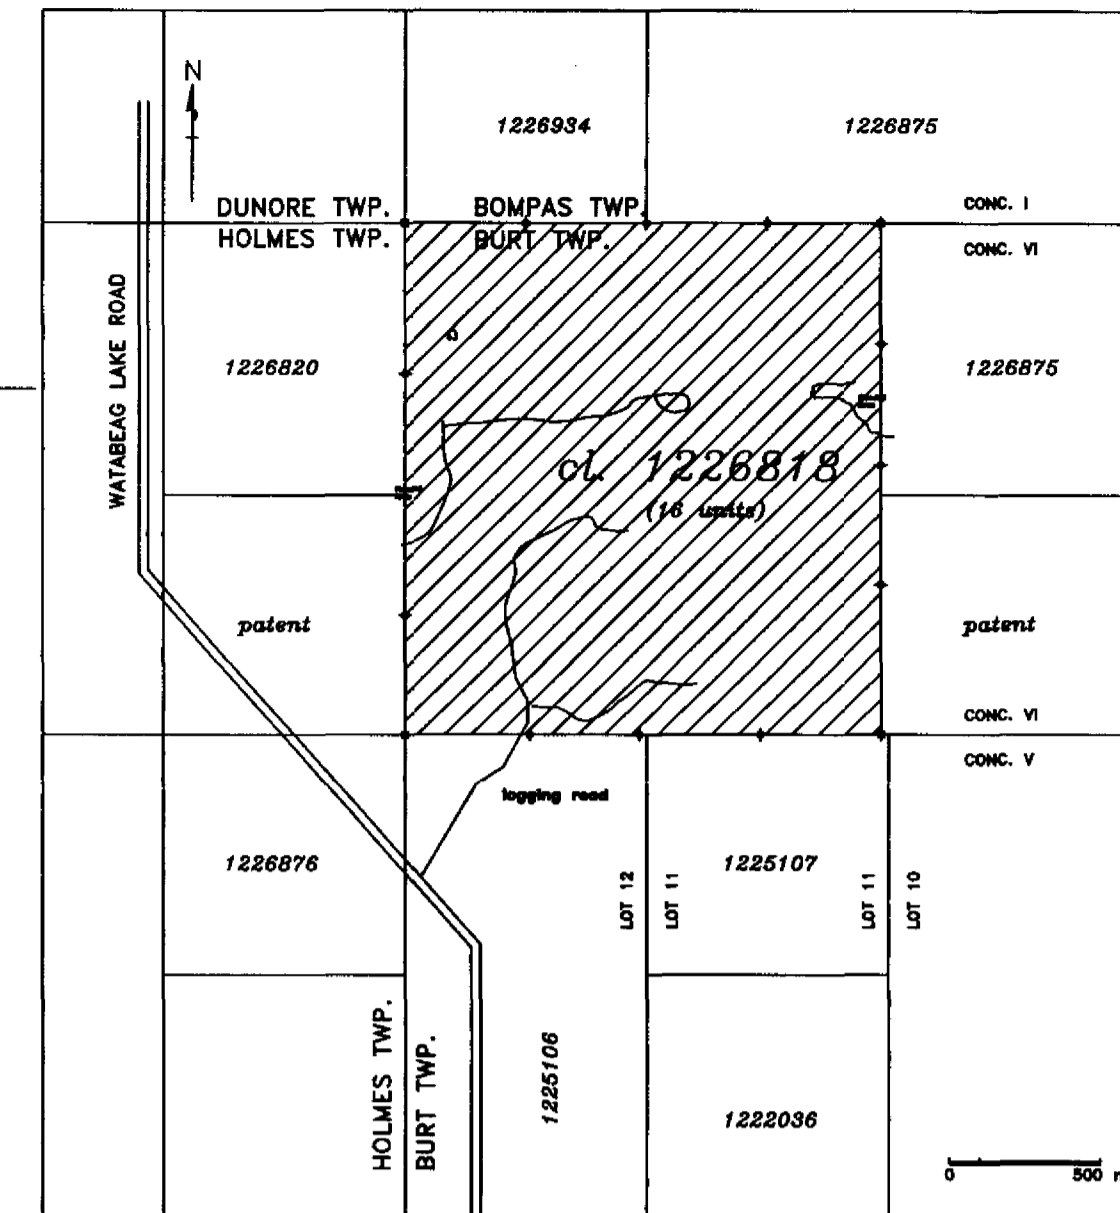 N
1226934
1226875
DUNORE TWP.
BOMPAS TWP.
CONC. I
HOLMES TWP.
BURT TWP.
CONC. VI
WATABEAG LAKE ROAD
1226820
1226875
cl. 1226818
(16 units)
patent
patent
CONC. VI
CONC. V
logging road
1226876
1225107
LOT 12
LOT 11
LOT 11
LOT 10
HOLMES TWP.
BURT TWP.
1225106
1222036
0
500